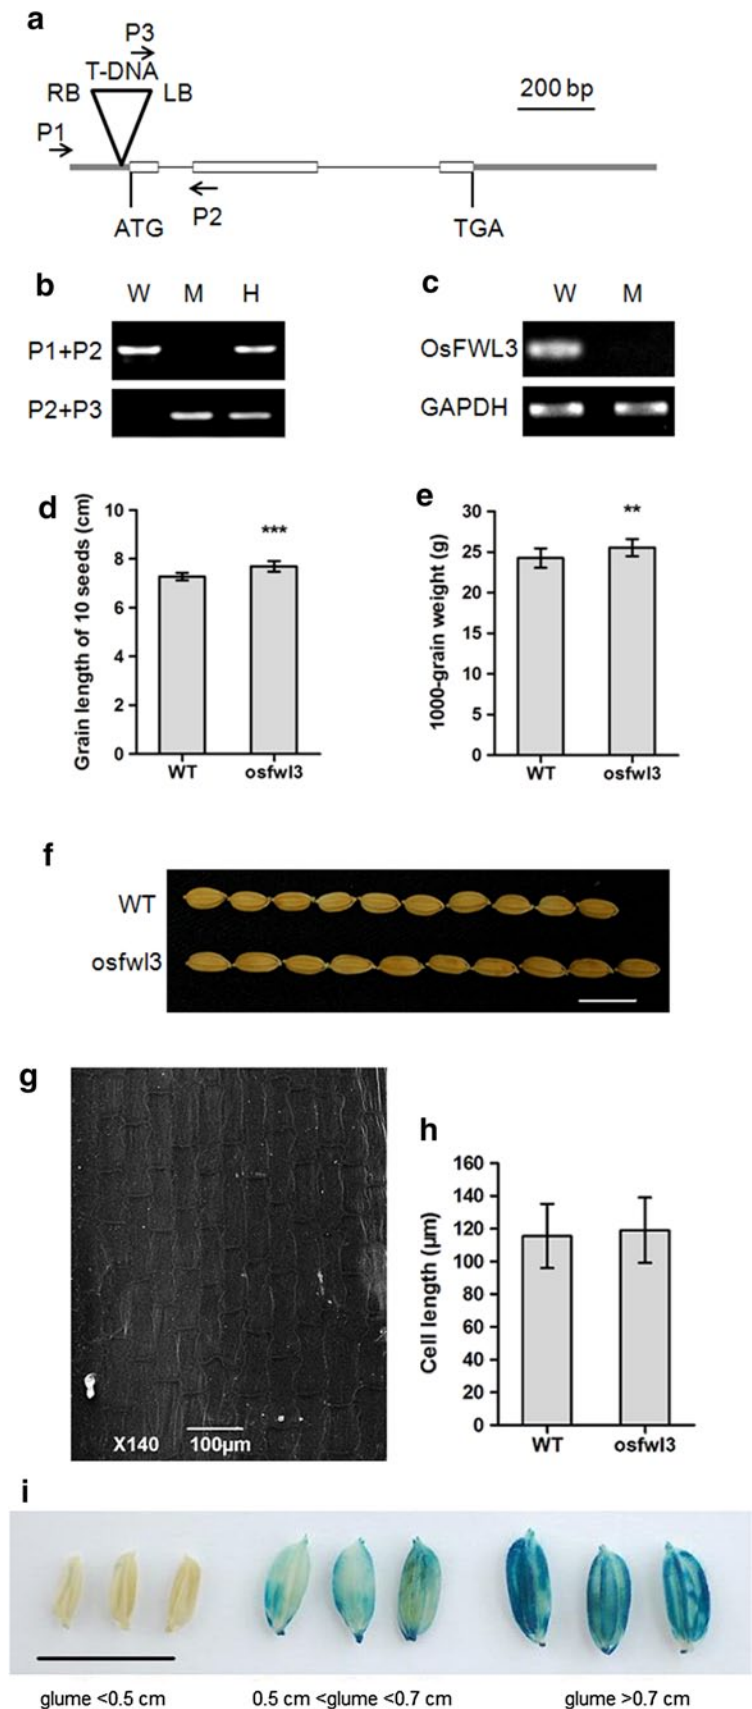 a
P3
T-DNA
RB LB
200 bp
P1
P2
ATG TGA
b
W M H
P1+P2
P2+P3
c
W M
OsFWL3
GAPDH
d
Grain length of 10 seeds (cm)
10
8
6
4
2
0
***
WT osfwl3
e
1000-grain weight (g)
30
25
20
15
10
5
0
**
WT osfwl3
f
WT
osfwl3
g
X140 100µm
h
Cell length (µm)
160
140
120
100
80
60
40
20
0
WT osfwl3
i
glume <0.5 cm 0.5 cm <glume <0.7 cm glume >0.7 cm